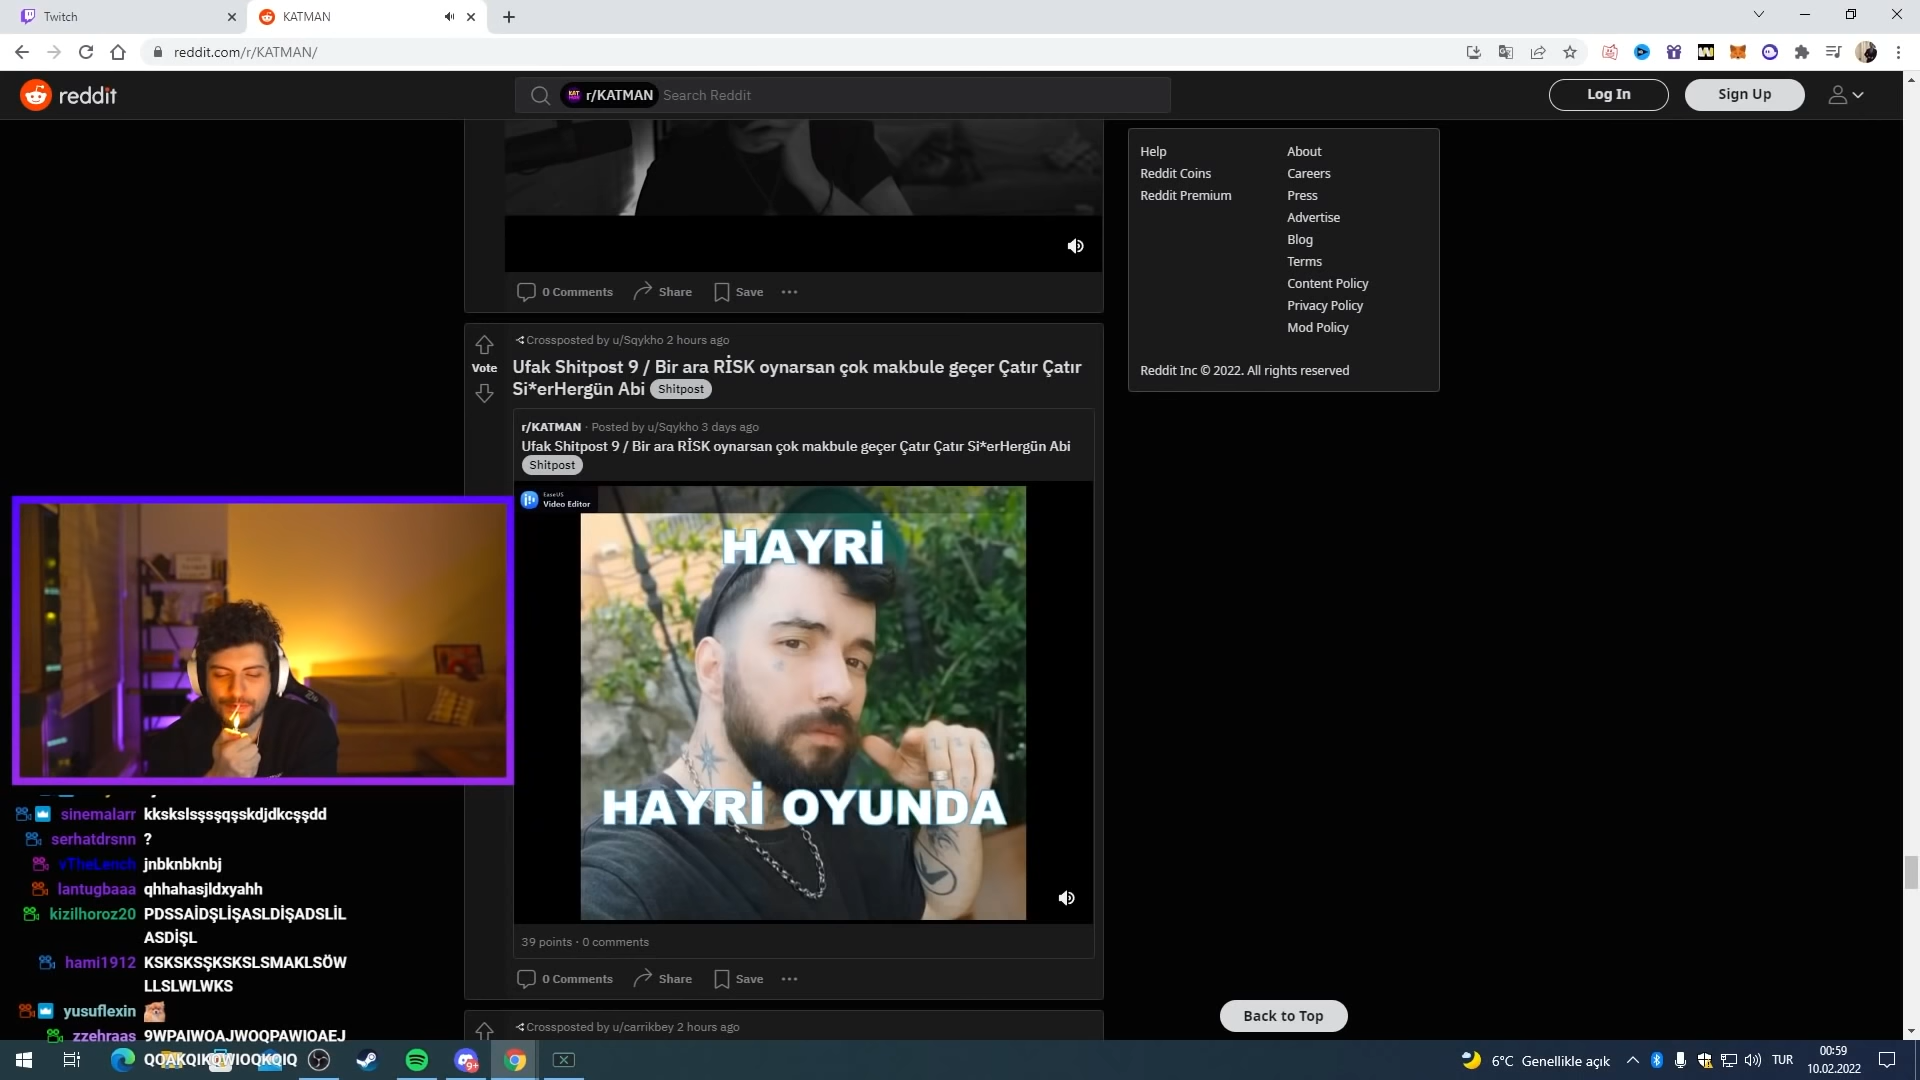 Twitch
KATMAN
reddit.com/r/KATMAN/
reddit
r/KATMAN Search Reddit
Log In
Sign Up
0 Comments Share Save
Help
About
Reddit Coins
Careers
Reddit Premium
Press
Advertise
Blog
Terms
Content Policy
Privacy Policy
Mod Policy
Reddit Inc © 2022. All rights reserved
Crossposted by u/Sqykho 2 hours ago
Vote
Ufak Shitpost 9 / Bir ara RİSK oynarsan çok makbule geçer Çatır Çatır
Si*erHergün Abi Shitpost
r/KATMAN · Posted by u/Sqykho 3 days ago
Ufak Shitpost 9 / Bir ara RİSK oynarsan çok makbule geçer Çatır Çatır Si*erHergün Abi
Shitpost
EaseUS
Video Editor
HAYRİ
HAYRİ OYUNDA
39 points · 0 comments
0 Comments Share Save
Crossposted by u/carrikbey 2 hours ago
Back to Top
sinemalarr kkskslsşsşqşskdjdkcşşdd
serhatdrsnn ?
vTheLench jnbknbknbj
lantugbaaa qhhahasjldxyahh
kizilhoroz20 PDSSAİDŞLİŞASLDİŞADSLİL
ASDİŞL
hami1912 KSKSKSŞKSKSLSMAKLSÖW
LLSLWLWKS
yusuflexin
zzehraas 9WPAIWOAJWOQPAWIOAEJ
QOAKQIKQWIOQKQIQ
9+
6°C Genellikle açık
TUR
00:59
10.02.2022